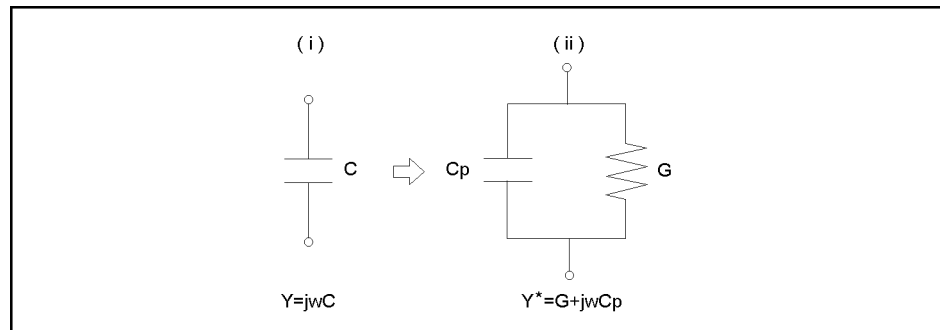 ( i ) ( ii )
C Cp G
Y=jwC Y*=G+jwCp